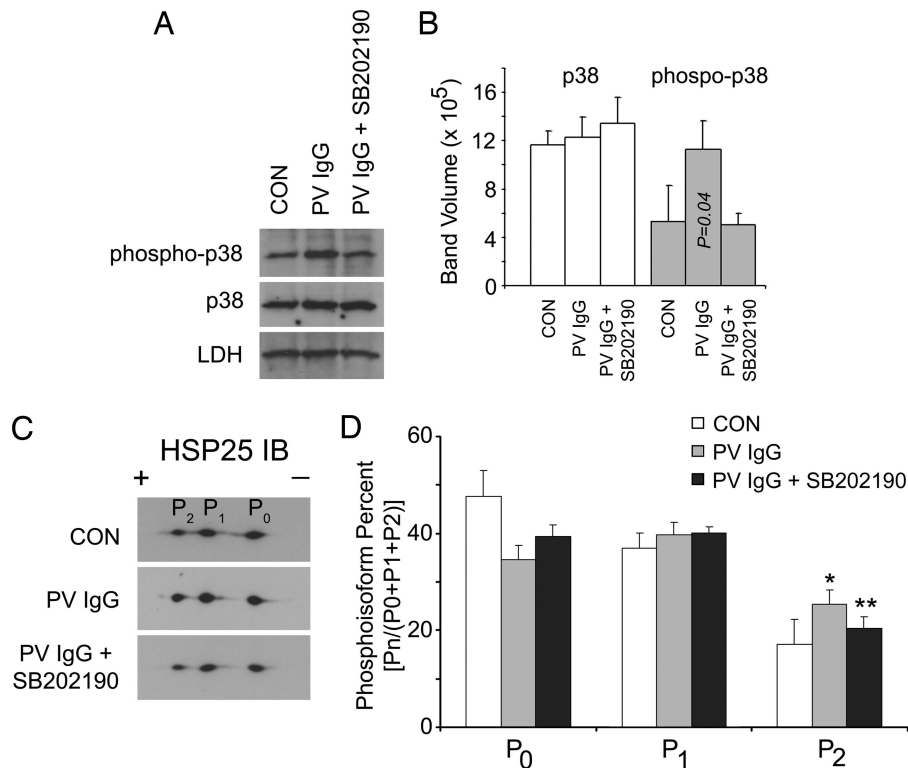 A
CON
PV IgG
PV IgG + SB202190
phospho-p38
p38
LDH
B
p38
phospo-p38
Band Volume (x 10⁵)
16
12
8
4
0
P=0.04
CON
PV IgG
PV IgG +
SB202190
CON
PV IgG
PV IgG +
SB202190
C
HSP25 IB
+
−
P₂ P₁ P₀
CON
PV IgG
PV IgG +
SB202190
D
CON
PV IgG
PV IgG + SB202190
Phosphoisoform Percent
[Pn/(P0+P1+P2)]
60
40
20
0
*
**
P₀
P₁
P₂